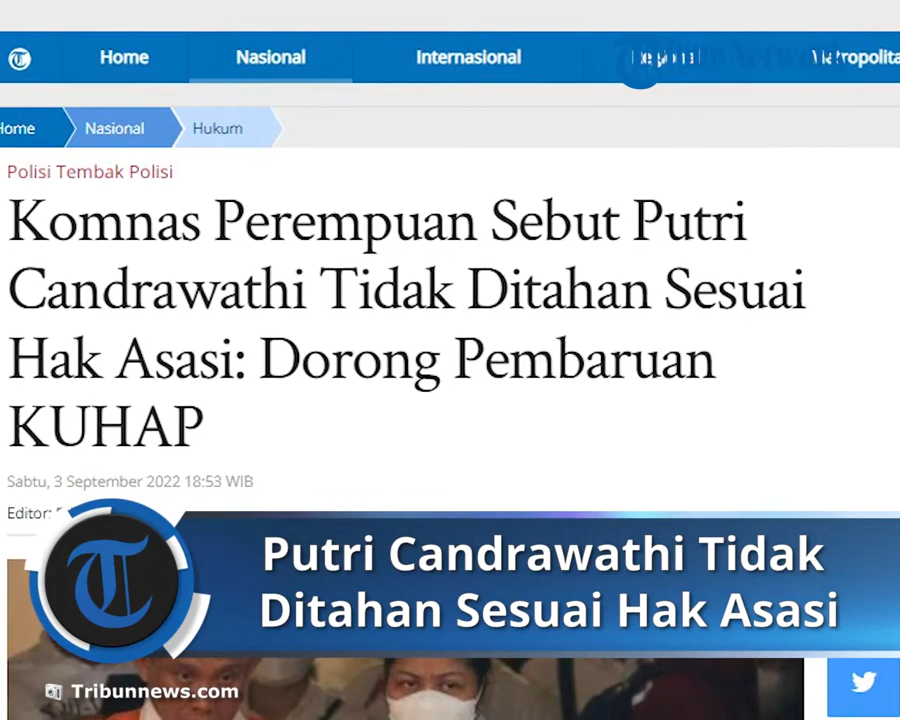 Home Nasional Internasional Regional Metropolita
Home Nasional Hukum
Polisi Tembak Polisi
Komnas Perempuan Sebut Putri
Candrawathi Tidak Ditahan Sesuai
Hak Asasi: Dorong Pembaruan
KUHAP
Sabtu, 3 September 2022 18:53 WIB
Editor:
Putri Candrawathi Tidak
Ditahan Sesuai Hak Asasi
Tribunnews.com